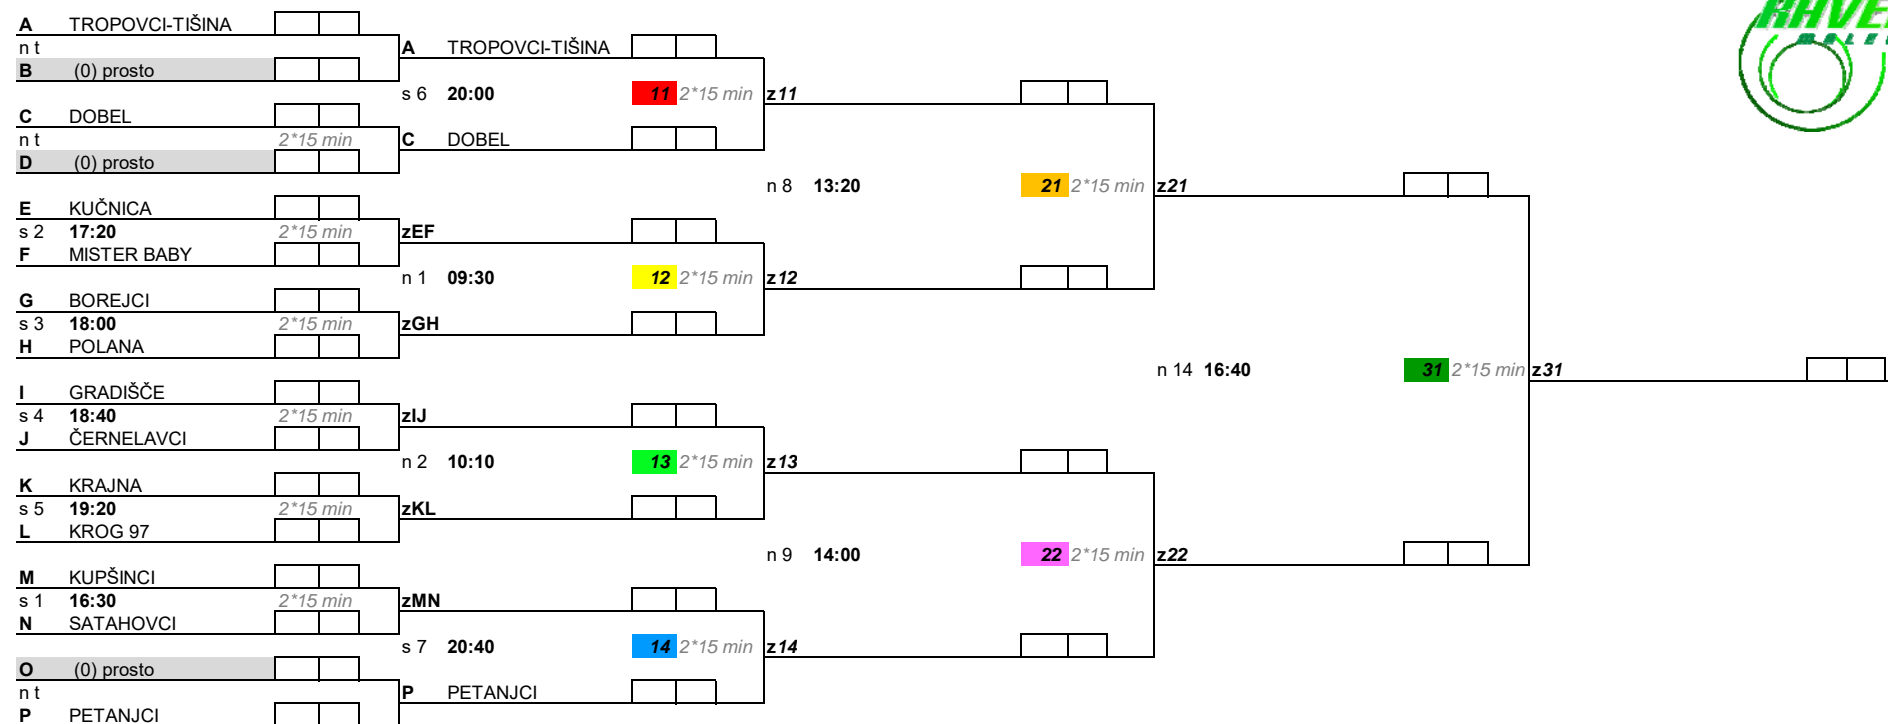 A TROPOVCI-TIŠINA
n t
A TROPOVCI-TIŠINA
B (0) prosto
s 6 20:00 11 2*15 min z11
C DOBEL
n t 2*15 min
C DOBEL
D (0) prosto
n 8 13:20 21 2*15 min z21
E KUČNICA
s 2 17:20 2*15 min zEF
F MISTER BABY
n 1 09:30 12 2*15 min z12
G BOREJCI
s 3 18:00 2*15 min zGH
H POLANA
n 14 16:40 31 2*15 min z31
I GRADIŠČE
s 4 18:40 2*15 min zIJ
J ČERNELAVCI
n 2 10:10 13 2*15 min z13
K KRAJNA
s 5 19:20 2*15 min zKL
L KROG 97
n 9 14:00 22 2*15 min z22
M KUPŠINCI
s 1 16:30 2*15 min zMN
N SATAHOVCI
s 7 20:40 14 2*15 min z14
O (0) prosto
n t
P PETANJCI
P PETANJCI